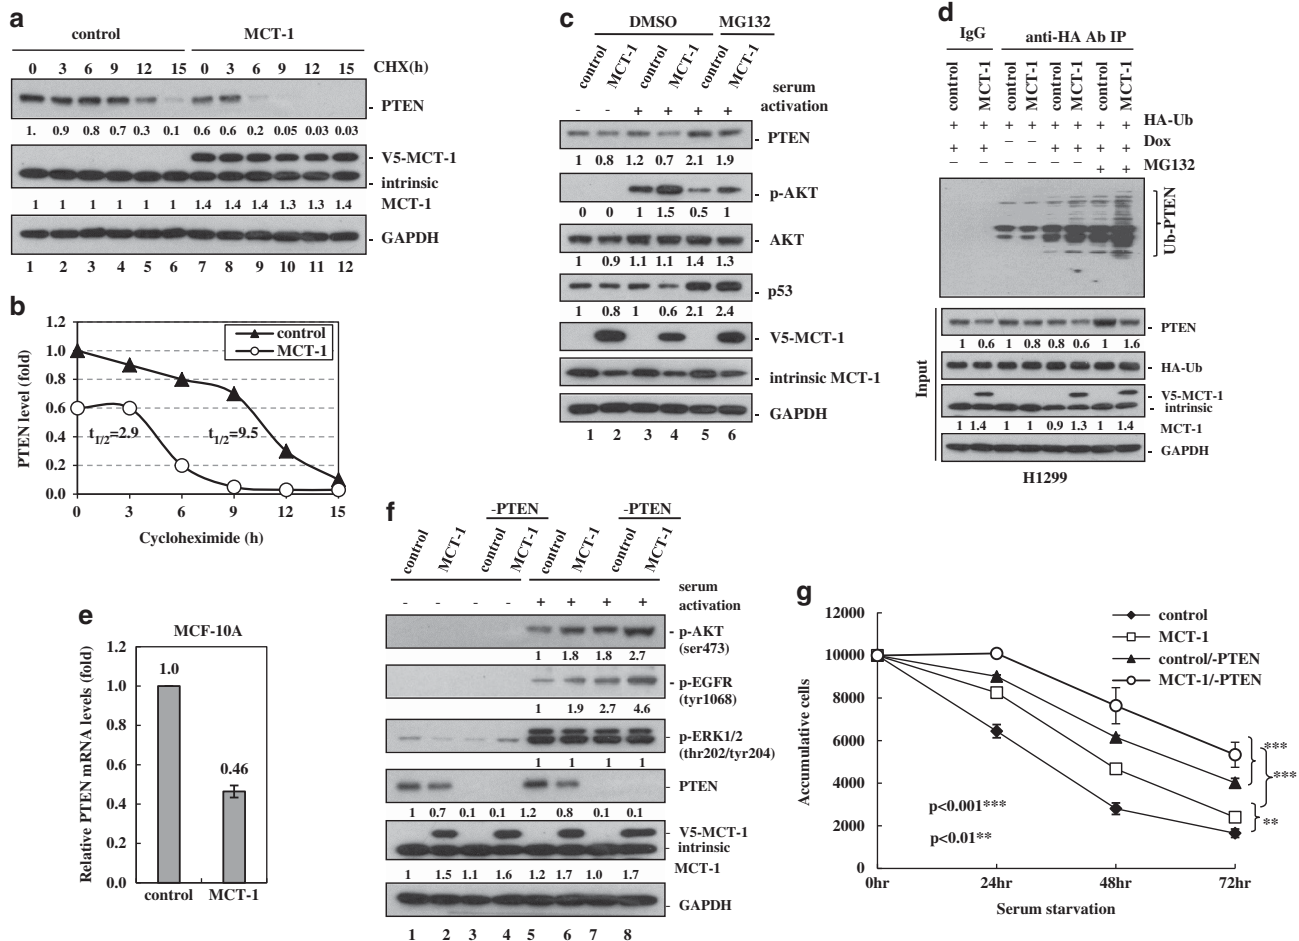 a
control MCT-1
0 3 6 9 12 15 0 3 6 9 12 15 CHX(h)
- PTEN
1. 0.9 0.8 0.7 0.3 0.1 0.6 0.6 0.2 0.05 0.03 0.03
- V5-MCT-1
- intrinsic
1 1 1 1 1 1 1.4 1.4 1.4 1.3 1.3 1.4 MCT-1
- GAPDH
1 2 3 4 5 6 7 8 9 10 11 12
b
PTEN level (fold)
1.2
1.0
0.8
0.6
0.4
0.2
0.0
control
MCT-1
t1/2=2.9 t1/2=9.5
0 3 6 9 12 15
Cycloheximide (h)
c
DMSO MG132
control MCT-1 control MCT-1 control MCT-1
serum
activation
- - + + + +
- PTEN
1 0.8 1.2 0.7 2.1 1.9
- p-AKT
0 0 1 1.5 0.5 1
- AKT
1 0.9 1.1 1.1 1.4 1.3
- p53
1 0.8 1 0.6 2.1 2.4
- V5-MCT-1
- intrinsic MCT-1
- GAPDH
1 2 3 4 5 6
d
IgG anti-HA Ab IP
control MCT-1 control MCT-1 control MCT-1 control MCT-1
+ + + + + + + + HA-Ub
+ + - - + + + + Dox
- - + + MG132
Ub-PTEN
Input
- PTEN
1 0.6 1 0.8 0.8 0.6 1 1.6
- HA-Ub
- V5-MCT-1
- intrinsic
1 1.4 1 1 0.9 1.3 1 1.4 MCT-1
- GAPDH
H1299
e
MCF-10A
Relative PTEN mRNA levels (fold)
1.2
1.0
0.8
0.6
0.4
0.2
0.0
1.0
0.46
control MCT-1
f
-PTEN -PTEN
control MCT-1 control MCT-1 control MCT-1 control MCT-1
serum
activation
- - - - + + + +
- p-AKT
(ser473)
1 1.8 1.8 2.7
- p-EGFR
(tyr1068)
1 1.9 2.7 4.6
- p-ERK1/2
(thr202/tyr204)
1 1 1 1
- PTEN
1 0.7 0.1 0.1 1.2 0.8 0.1 0.1
- V5-MCT-1
- intrinsic
1 1.5 1.1 1.6 1.2 1.7 1.0 1.7 MCT-1
- GAPDH
1 2 3 4 5 6 7 8
g
Accumulative cells
12000
10000
8000
6000
4000
2000
0
control
MCT-1
control/-PTEN
MCT-1/-PTEN
***
***
**
p<0.001***
p<0.01**
0hr 24hr 48hr 72hr
Serum starvation